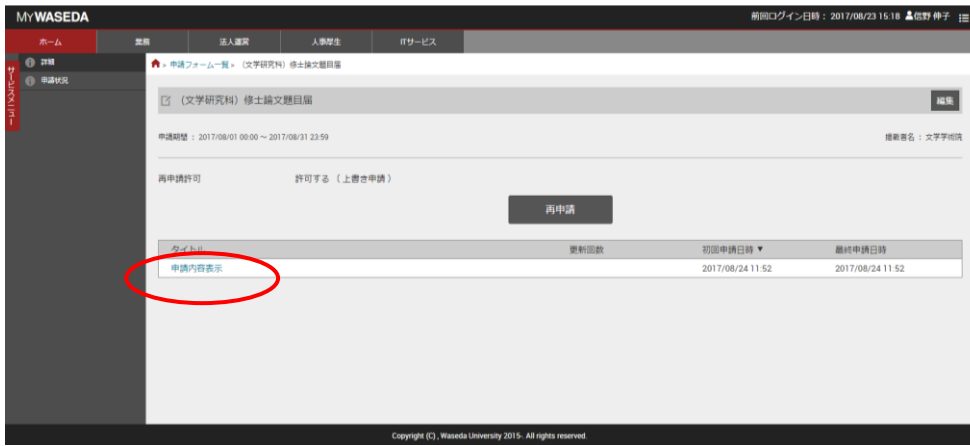 MYWASEDA
前回ログイン日時： 2017/08/23 15:18 信野 伸子
ホーム 業務 法人運営 人事厚生 ITサービス
サービスメニュー
詳細
申請状況
» 申請フォーム一覧 » （文学研究科）修士論文題目届
（文学研究科）修士論文題目届
編集
申請期間 ： 2017/08/01 00:00 ～ 2017/08/31 23:59
掲載箇所名 ： 文学学術院
再申請許可 許可する （ 上書き申請 ）
再申請
タイトル 更新回数 初回申請日時 ▼ 最終申請日時
申請内容表示 2017/08/24 11:52 2017/08/24 11:52
Copyright (C) , Waseda University 2015-. All rights reserved.